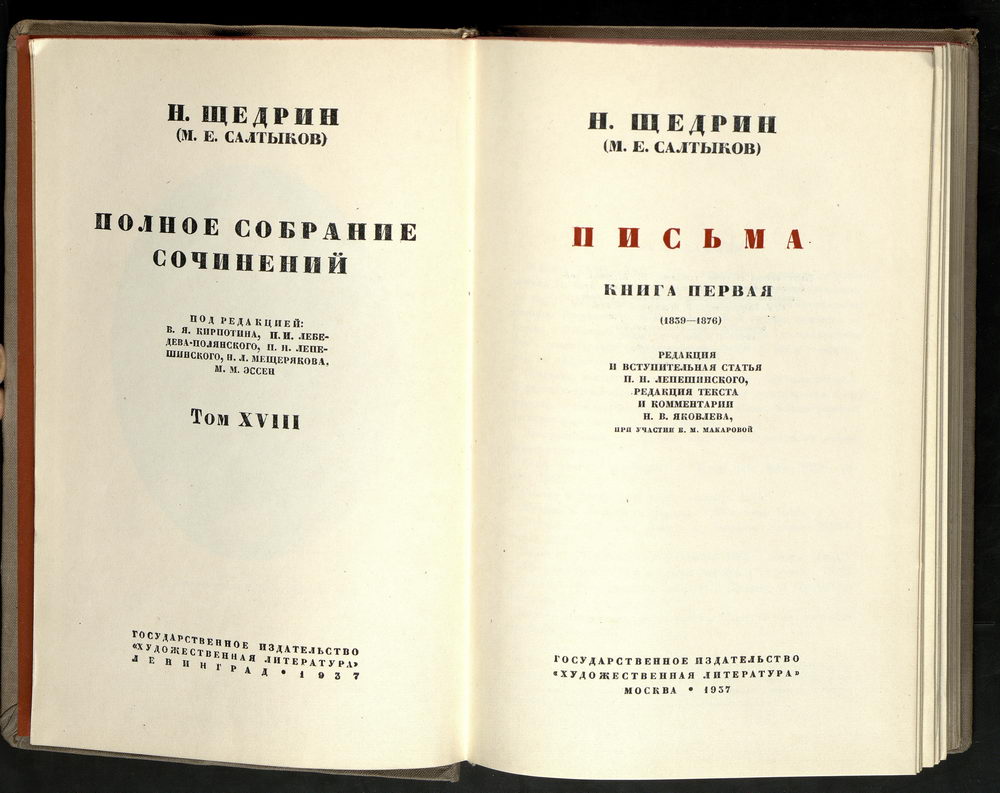 Н. ЩЕДРИН
(М. Е. САЛТЫКОВ)
ПОЛНОЕ СОБРАНИЕ
СОЧИНЕНИЙ
ПОД РЕДАКЦИЕЙ:
В. Я. КИРПОТИНА, П. И. ЛЕБЕ-
ДЕВА-ПОЛЯНСКОГО, П. Н. ЛЕПЕ-
ШИНСКОГО, Н. Л. МЕЩЕРЯКОВА,
М. М. ЭССЕН
Том XVIII
ГОСУДАРСТВЕННОЕ ИЗДАТЕЛЬСТВО
«ХУДОЖЕСТВЕННАЯ ЛИТЕРАТУРА»
ЛЕНИНГРАД • 1937
Н. ЩЕДРИН
(М. Е. САЛТЫКОВ)
ПИСЬМА
КНИГА ПЕРВАЯ
(1839—1876)
РЕДАКЦИЯ
И ВСТУПИТЕЛЬНАЯ СТАТЬЯ
П. Н. ЛЕПЕШИНСКОГО,
РЕДАКЦИЯ ТЕКСТА
И КОММЕНТАРИИ
Н. В. ЯКОВЛЕВА,
ПРИ УЧАСТИИ Е. М. МАКАРОВОЙ
ГОСУДАРСТВЕННОЕ ИЗДАТЕЛЬСТВО
«ХУДОЖЕСТВЕННАЯ ЛИТЕРАТУРА»
МОСКВА • 1937